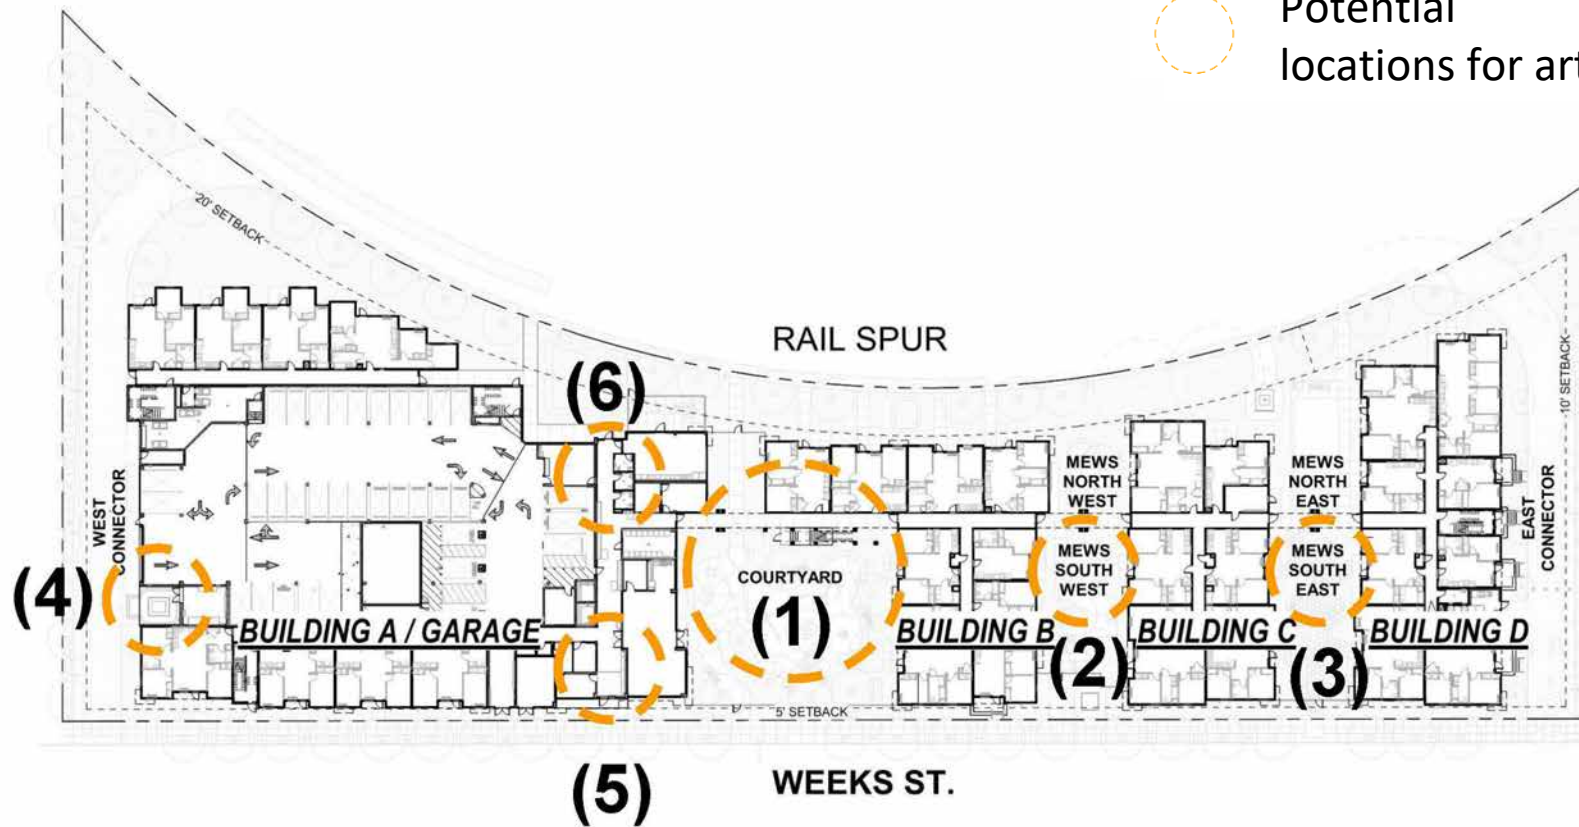 Potential
locations for art
20' SETBACK
RAIL SPUR
10' SETBACK
(6)
MEWS
NORTH
WEST
MEWS
NORTH
EAST
WEST
CONNECTOR
EAST
CONNECTOR
MEWS
SOUTH
WEST
MEWS
SOUTH
EAST
COURTYARD
(4)
(1)
BUILDING A / GARAGE
BUILDING B
BUILDING C
BUILDING D
(2)
(3)
5' SETBACK
(5)
WEEKS ST.